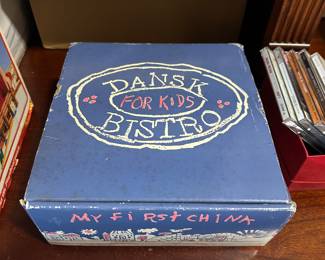 DANSK
FOR KIDS
BISTRO
MY FIRST CHINA